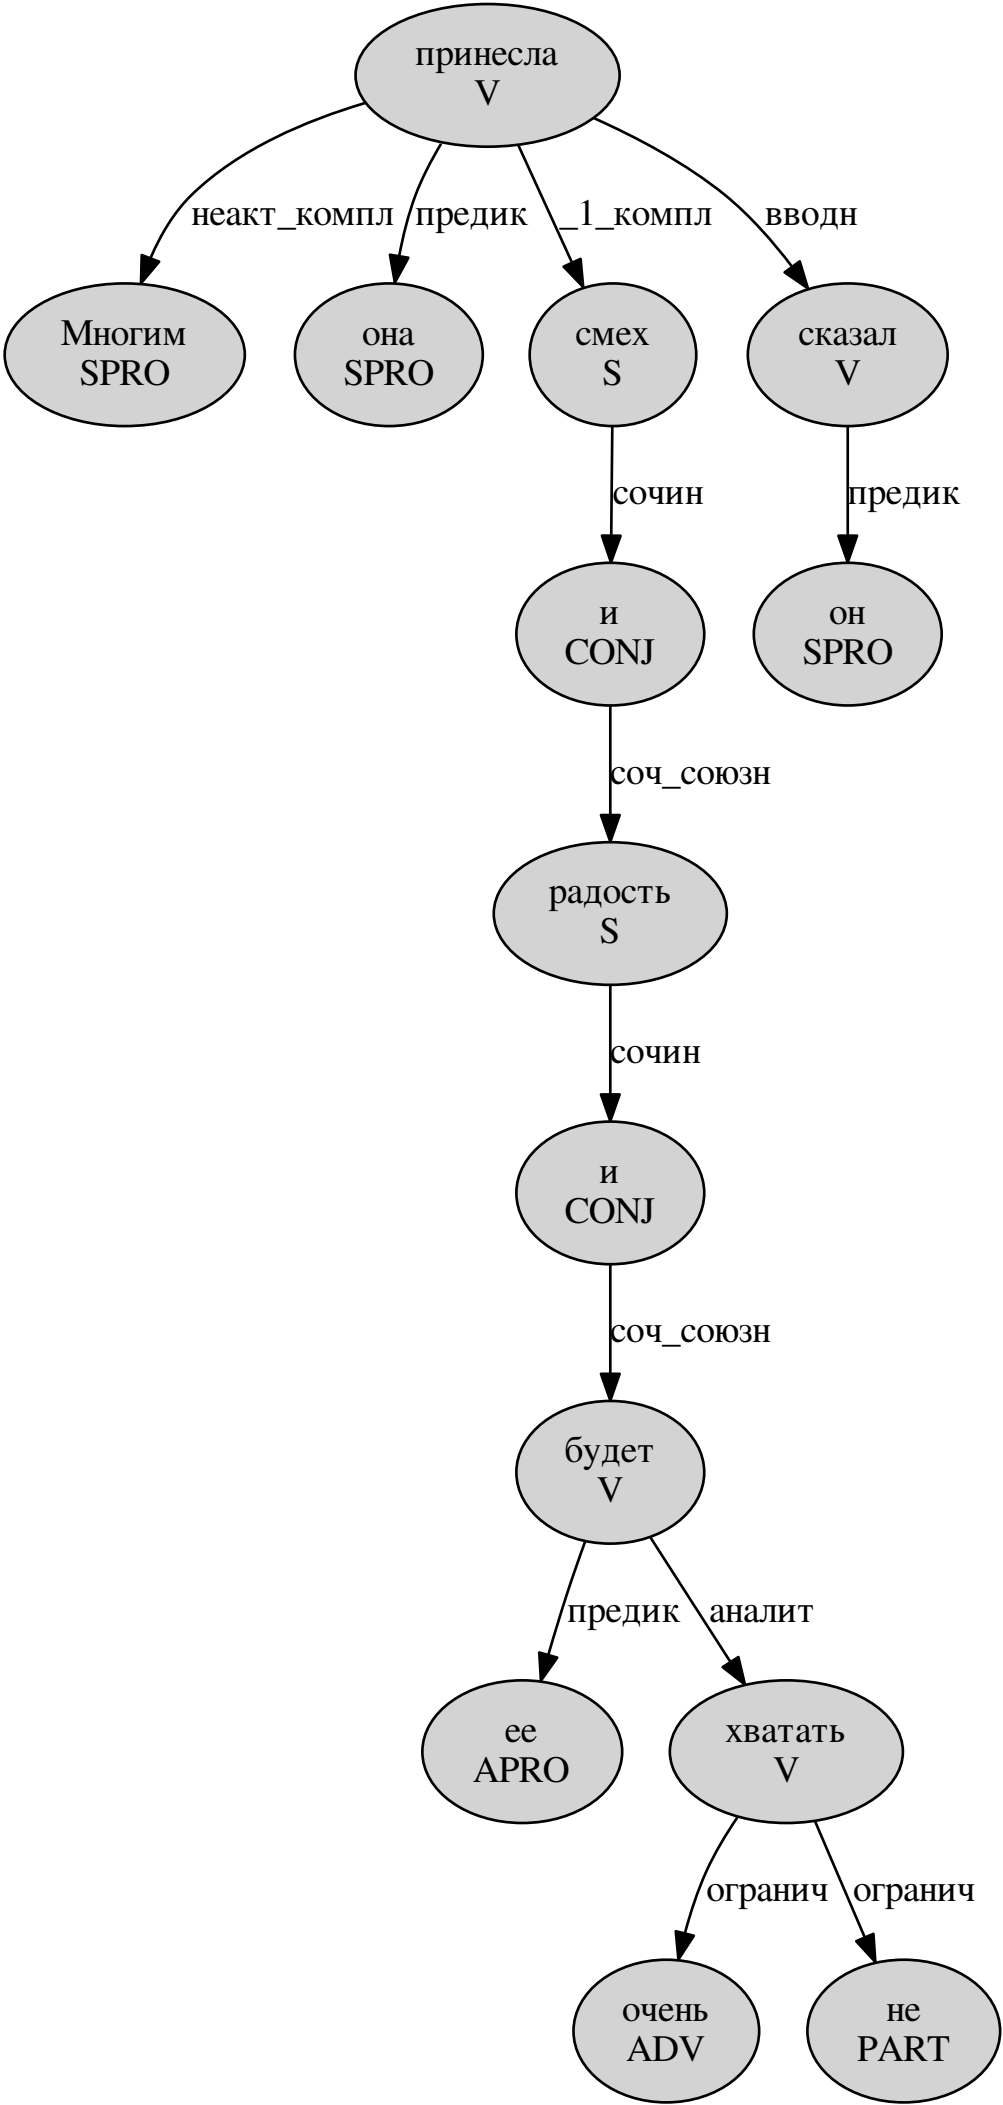 принесла
V
неакт_компл предик _1_компл вводн
Многим
SPRO
она
SPRO
смех
S
сказал
V
сочин предик
и
CONJ
он
SPRO
соч_союзн
радость
S
сочин
и
CONJ
соч_союзн
будет
V
предик аналит
ее
APRO
хватать
V
огранич огранич
очень
ADV
не
PART